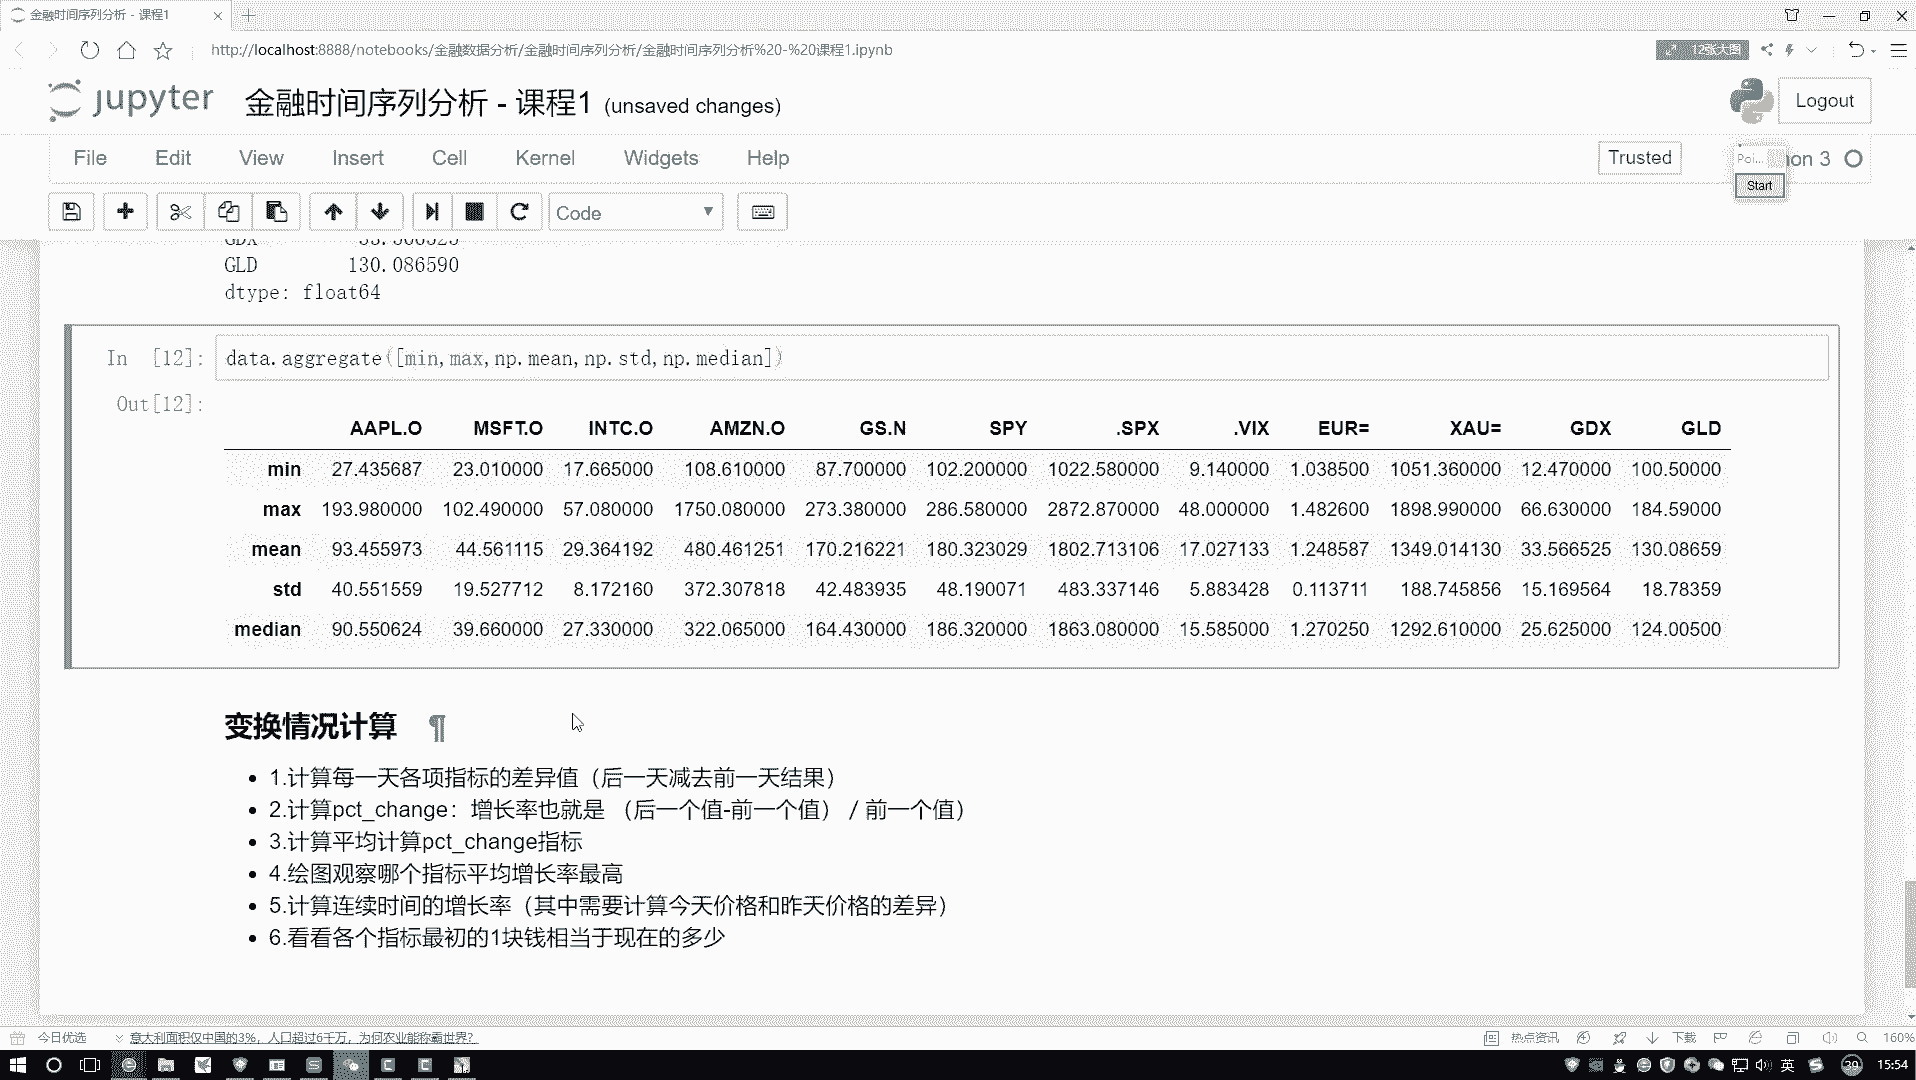 金融时间序列分析 - 课程1
http://localhost:8888/notebooks/金融数据分析/金融时间序列分析/金融时间序列分析%20-%20课程1.ipynb
12张大图
jupyter 金融时间序列分析 - 课程1 (unsaved changes)
Logout
File Edit View Insert Cell Kernel Widgets Help
Trusted
Poi...
on 3
Start
Code
GDX 33.566525
GLD 130.086590
dtype: float64
In [12]: data.aggregate([min,max,np.mean,np.std,np.median])
Out[12]:
AAPL.O MSFT.O INTC.O AMZN.O GS.N SPY .SPX .VIX EUR= XAU= GDX GLD
min 27.435687 23.010000 17.665000 108.610000 87.700000 102.200000 1022.580000 9.140000 1.038500 1051.360000 12.470000 100.50000
max 193.980000 102.490000 57.080000 1750.080000 273.380000 286.580000 2872.870000 48.000000 1.482600 1898.990000 66.630000 184.59000
mean 93.455973 44.561115 29.364192 480.461251 170.216221 180.323029 1802.713106 17.027133 1.248587 1349.014130 33.566525 130.08659
std 40.551559 19.527712 8.172160 372.307818 42.483935 48.190071 483.337146 5.883428 0.113711 188.745856 15.169564 18.78359
median 90.550624 39.660000 27.330000 322.065000 164.430000 186.320000 1863.080000 15.585000 1.270250 1292.610000 25.625000 124.00500
变换情况计算 ¶
• 1.计算每一天各项指标的差异值（后一天减去前一天结果）
• 2.计算pct_change：增长率也就是 （后一个值-前一个值） / 前一个值）
• 3.计算平均计算pct_change指标
• 4.绘图观察哪个指标平均增长率最高
• 5.计算连续时间的增长率（其中需要计算今天价格和昨天价格的差异）
• 6.看看各个指标最初的1块钱相当于现在的多少
今日优选
意大利面积仅中国的3%，人口超过6千万，为何农业能称霸世界？
热点资讯
下载
160%
英
39
15:54